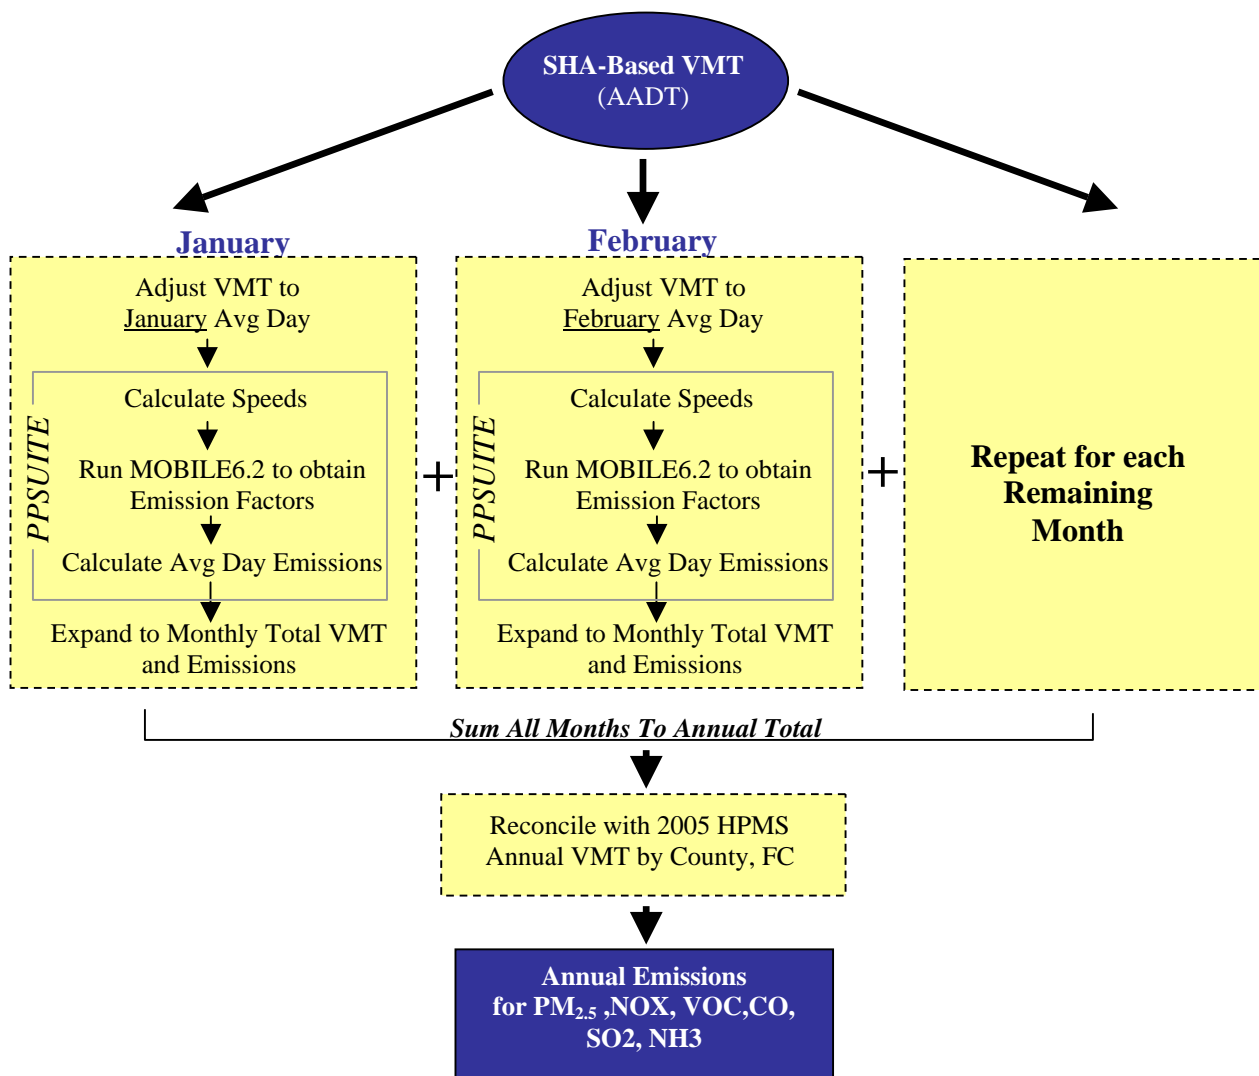 SHA-Based VMT
(AADT)
January
Adjust VMT to
January Avg Day
PPSUITE
Calculate Speeds
Run MOBILE6.2 to obtain
Emission Factors
Calculate Avg Day Emissions
Expand to Monthly Total VMT
and Emissions
+
February
Adjust VMT to
February Avg Day
PPSUITE
Calculate Speeds
Run MOBILE6.2 to obtain
Emission Factors
Calculate Avg Day Emissions
Expand to Monthly Total VMT
and Emissions
+
Repeat for each
Remaining
Month
Sum All Months To Annual Total
Reconcile with 2005 HPMS
Annual VMT by County, FC
Annual Emissions
for PM2.5 ,NOX, VOC,CO,
SO2, NH3